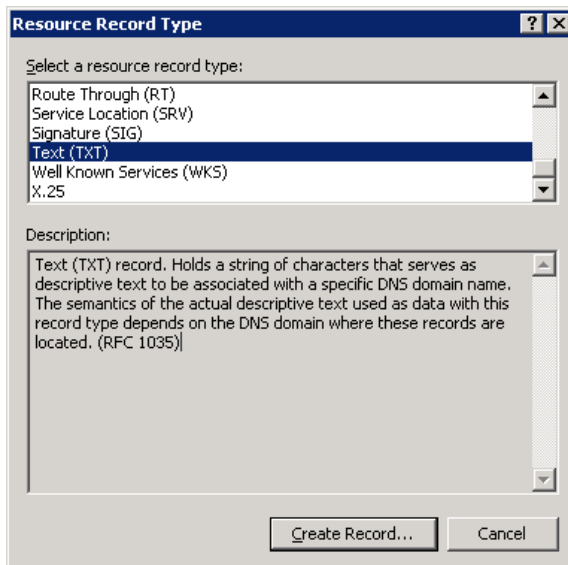 Resource Record Type
Select a resource record type:
Route Through (RT)
Service Location (SRV)
Signature (SIG)
Text (TXT)
Well Known Services (WKS)
X.25
Description:
Text (TXT) record. Holds a string of characters that serves as
descriptive text to be associated with a specific DNS domain name.
The semantics of the actual descriptive text used as data with this
record type depends on the DNS domain where these records are
located. (RFC 1035)
Create Record...
Cancel